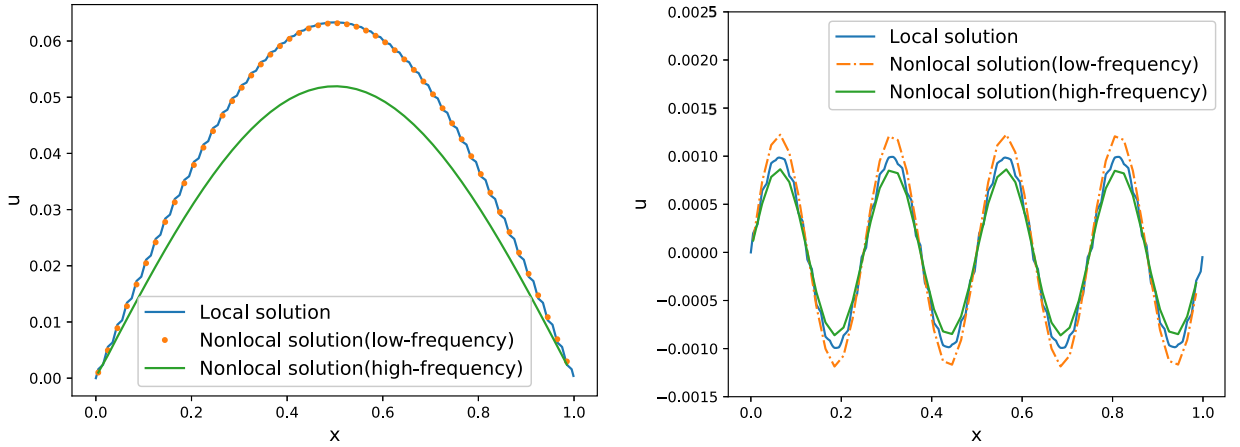 u
0.06
0.05
0.04
0.03
0.02
0.01
0.00
Local solution
Nonlocal solution(low-frequency)
Nonlocal solution(high-frequency)
0.0 0.2 0.4 0.6 0.8 1.0
x
u
0.0025
0.0020
0.0015
0.0010
0.0005
0.0000
−0.0005
−0.0010
−0.0015
Local solution
Nonlocal solution(low-frequency)
Nonlocal solution(high-frequency)
0.0 0.2 0.4 0.6 0.8 1.0
x